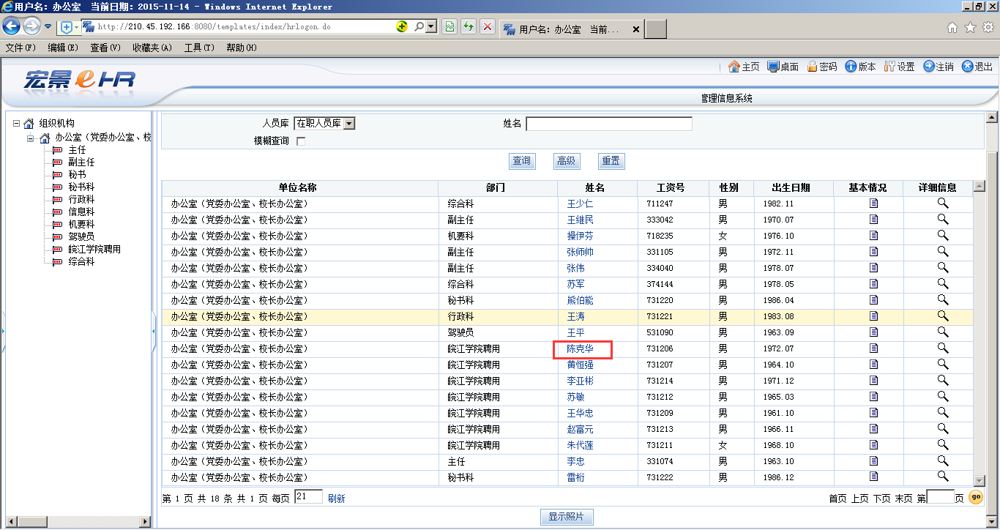 用户名: 办公室 当前日期: 2015-11-14 - Windows Internet Explorer
http://210.45.192.166:8080/templates/index/hrlogon.do 用户名: 办公室 当前...
文件(F) 编辑(E) 查看(V) 收藏夹(A) 工具(T) 帮助(H)
宏景eHR
主页 桌面 密码 版本 设置 注销 退出
管理信息系统
组织机构
办公室（党委办公室、校
主任
副主任
秘书
秘书科
行政科
信息科
机要科
驾驶员
皖江学院聘用
综合科
人员库 在职人员库 姓名
模糊查询
查询 高级 重置
单位名称 部门 姓名 工资号 性别 出生日期 基本情况 详细信息
办公室（党委办公室、校长办公室） 综合科 王少仁 711247 男 1982.11
办公室（党委办公室、校长办公室） 副主任 王继民 333042 男 1970.07
办公室（党委办公室、校长办公室） 机要科 操伊芬 718235 女 1976.10
办公室（党委办公室、校长办公室） 副主任 张师帅 331105 男 1972.11
办公室（党委办公室、校长办公室） 副主任 张伟 334040 男 1978.07
办公室（党委办公室、校长办公室） 综合科 苏军 374144 男 1978.05
办公室（党委办公室、校长办公室） 秘书科 熊伯能 731220 男 1986.04
办公室（党委办公室、校长办公室） 行政科 王涛 731221 男 1983.08
办公室（党委办公室、校长办公室） 驾驶员 王平 531090 男 1963.09
办公室（党委办公室、校长办公室） 皖江学院聘用 陈克华 731206 男 1972.07
办公室（党委办公室、校长办公室） 皖江学院聘用 黄恒强 731207 男 1964.10
办公室（党委办公室、校长办公室） 皖江学院聘用 李亚彬 731214 男 1971.12
办公室（党委办公室、校长办公室） 皖江学院聘用 苏敏 731212 男 1965.03
办公室（党委办公室、校长办公室） 皖江学院聘用 王华忠 731209 男 1961.10
办公室（党委办公室、校长办公室） 皖江学院聘用 赵富元 731213 男 1966.11
办公室（党委办公室、校长办公室） 皖江学院聘用 朱代莲 731211 女 1968.10
办公室（党委办公室、校长办公室） 主任 李忠 331074 男 1963.10
办公室（党委办公室、校长办公室） 秘书科 雷桁 731222 男 1986.12
第 1 页 共 18 条 共 1 页 每页 21 刷新 首页 上页 下页 末页 第 页 go
显示照片